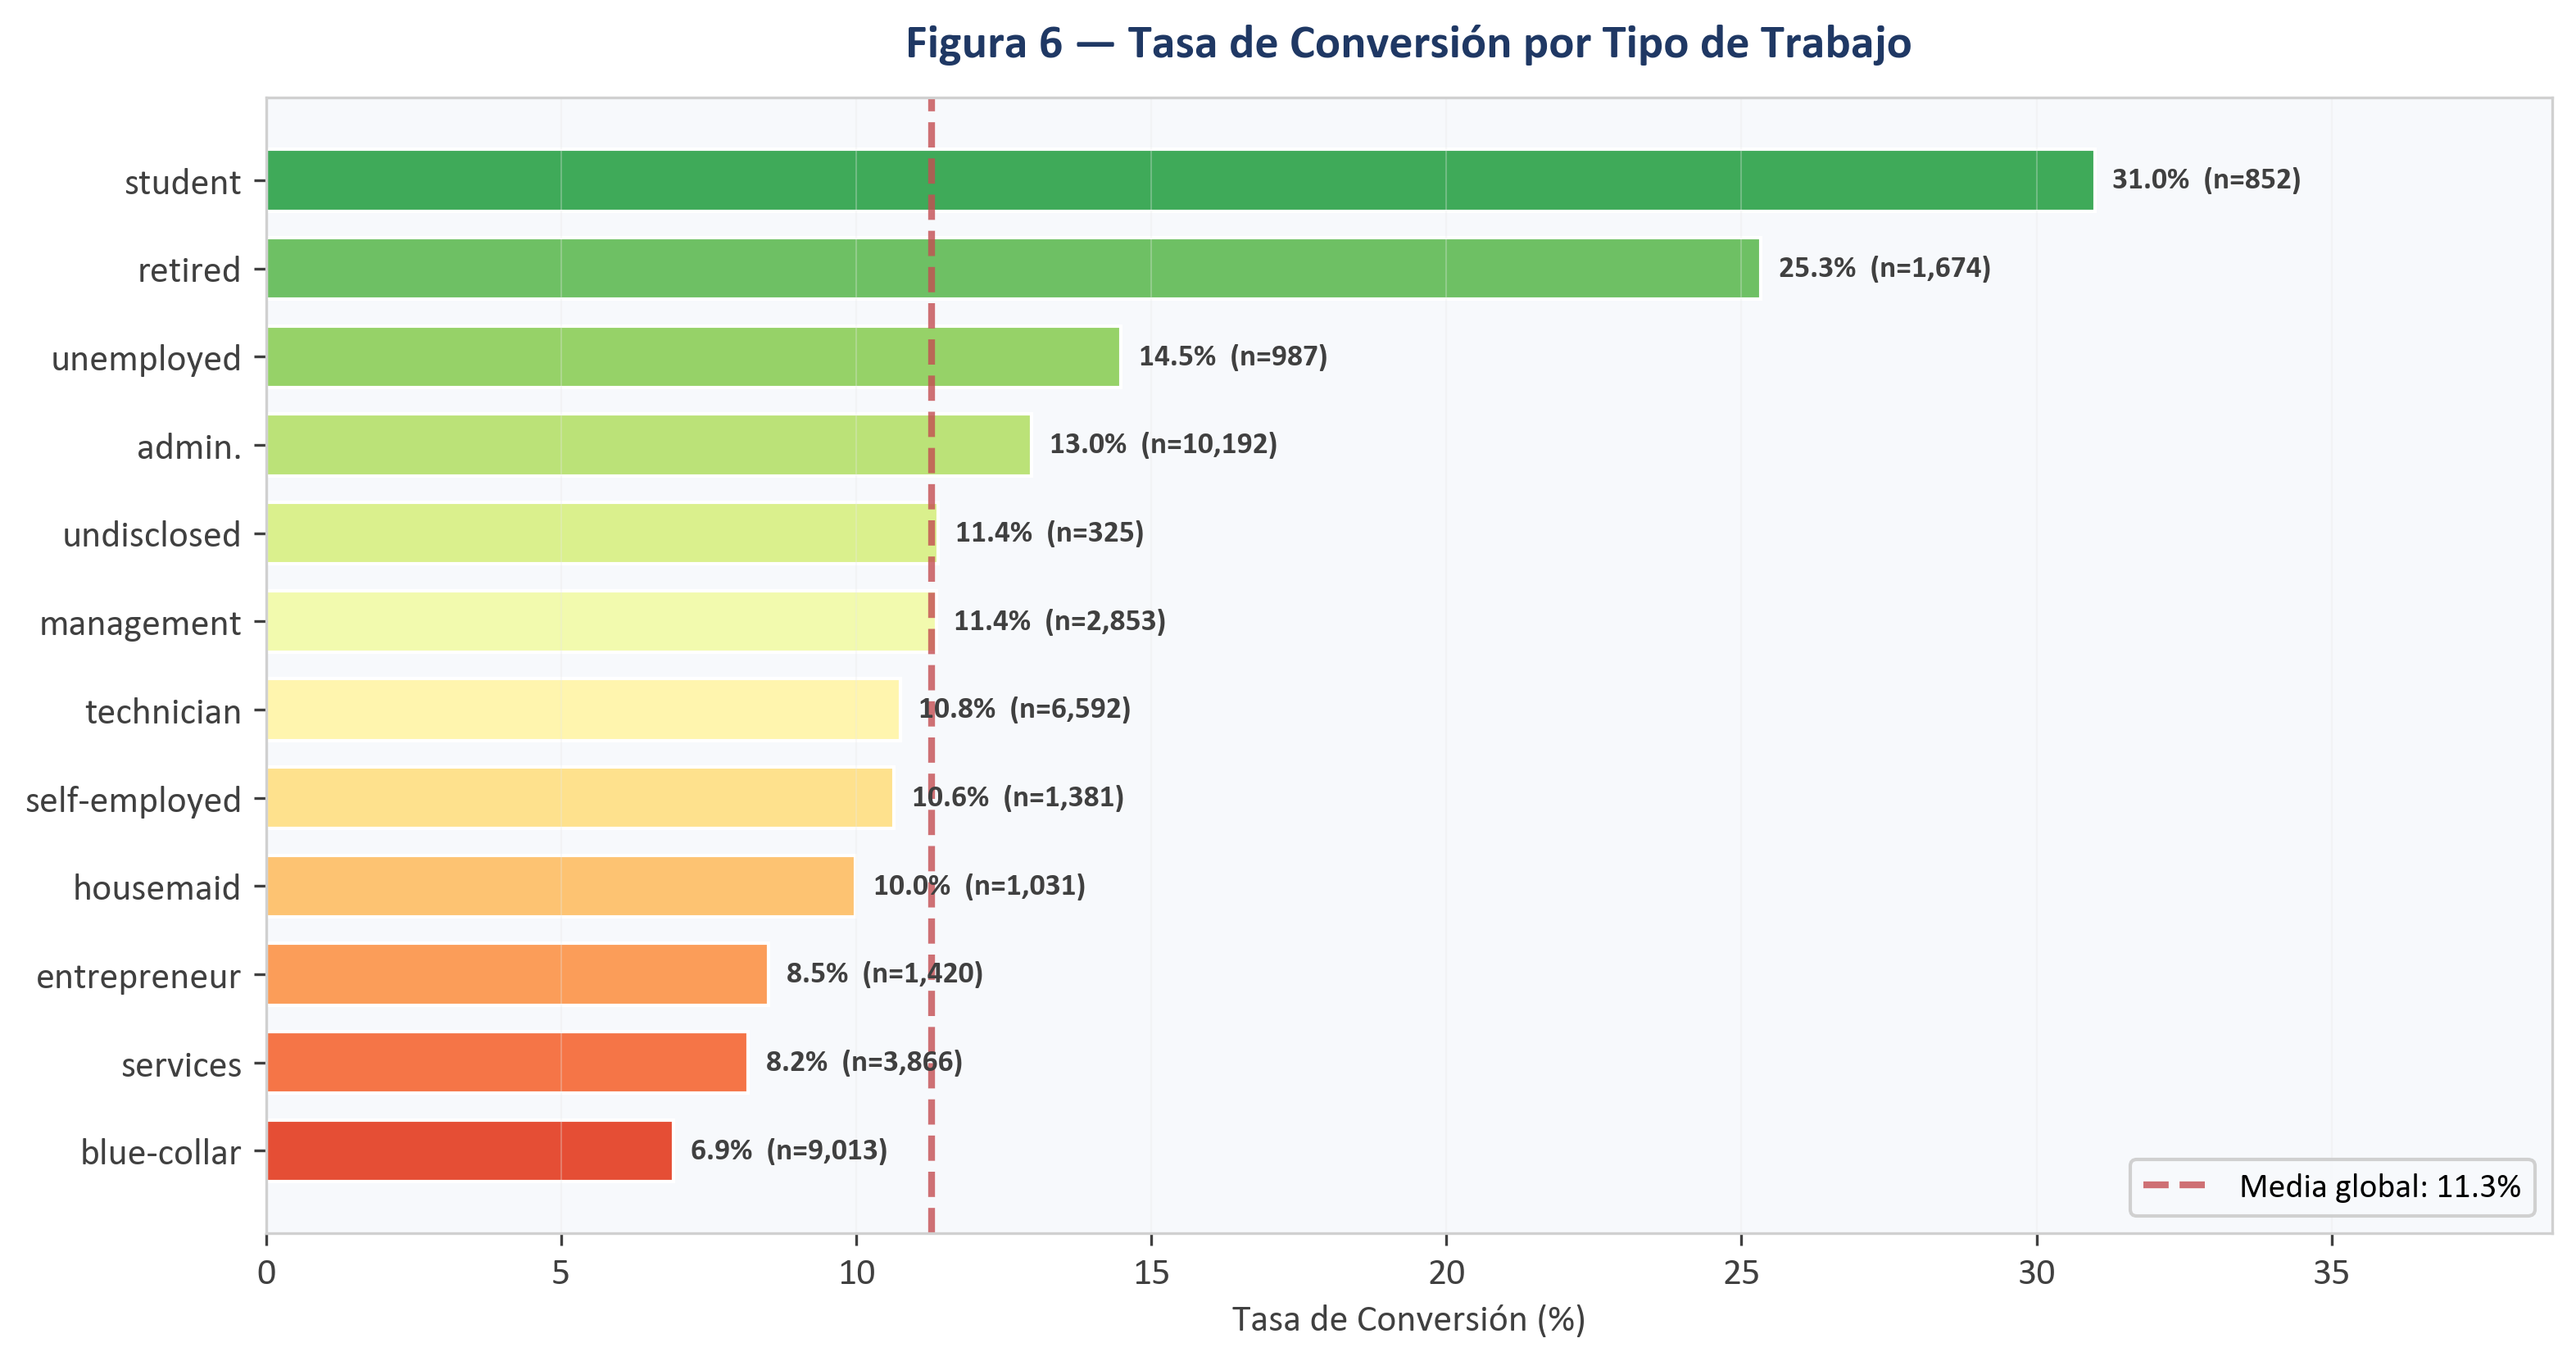 Figura 6 — Tasa de Conversión por Tipo de Trabajo
student 31.0% (n=852)
retired 25.3% (n=1,674)
unemployed 14.5% (n=987)
admin. 13.0% (n=10,192)
undisclosed 11.4% (n=325)
management 11.4% (n=2,853)
technician 10.8% (n=6,592)
self-employed 10.6% (n=1,381)
housemaid 10.0% (n=1,031)
entrepreneur 8.5% (n=1,420)
services 8.2% (n=3,866)
blue-collar 6.9% (n=9,013)
Media global: 11.3%
0 5 10 15 20 25 30 35
Tasa de Conversión (%)